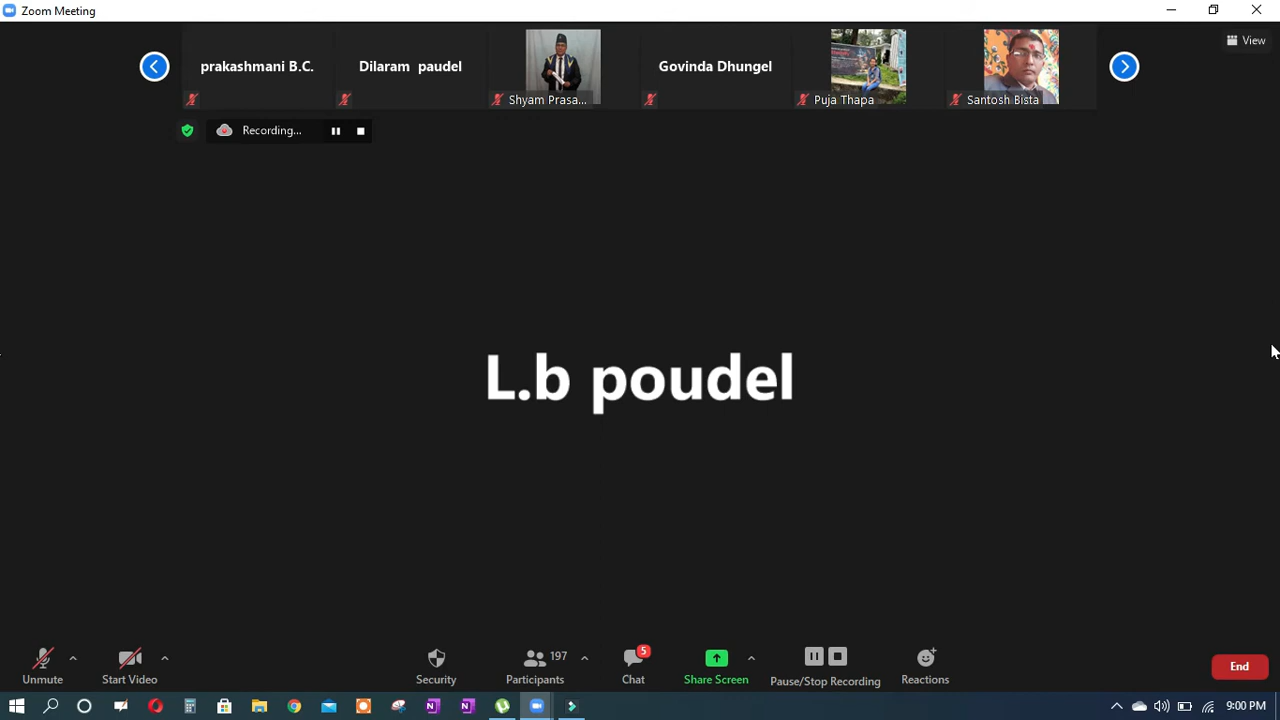 Zoom Meeting
prakashmani B.C.
Dilaram paudel
Shyam Prasa...
Govinda Dhungel
Puja Thapa
Santosh Bista
View
Recording...
L.b poudel
Unmute
Start Video
Security
197
Participants
5
Chat
Share Screen
Pause/Stop Recording
Reactions
End
9:00 PM